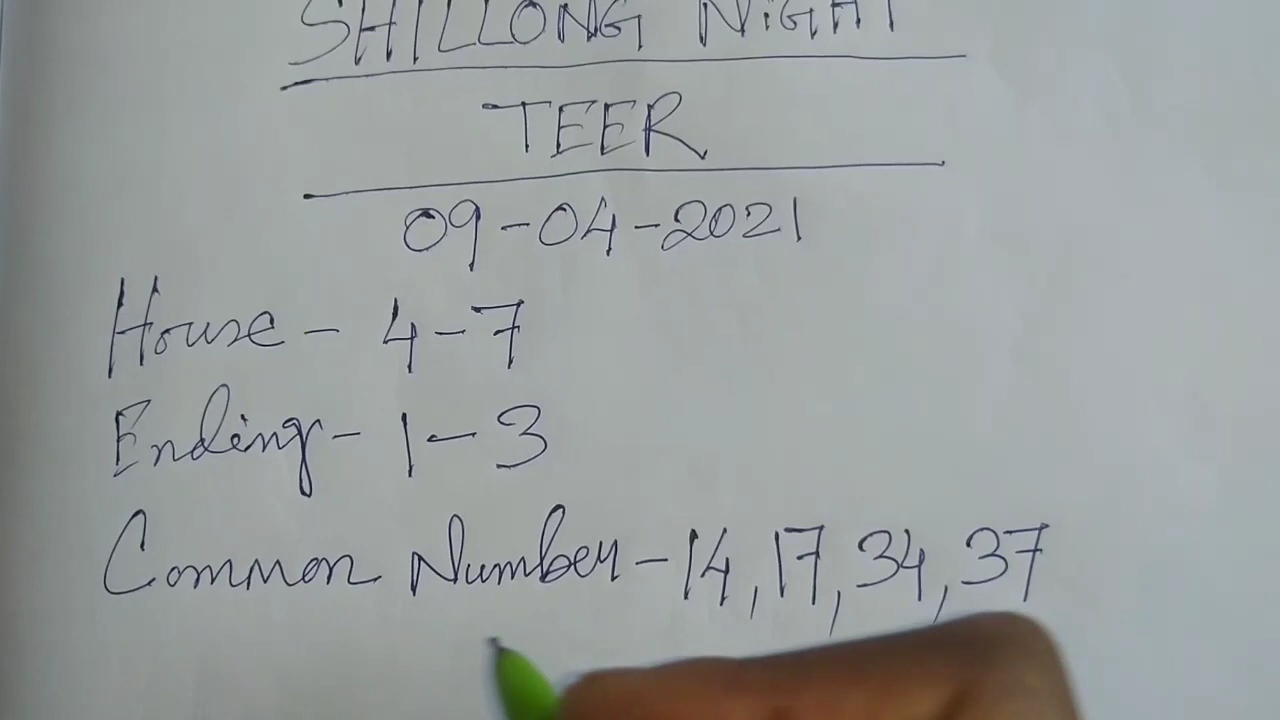 SHILLONG NiGHT
TEER
09-04-2021
House - 4-7
Ending - 1-3
Common Number - 14, 17, 34, 37